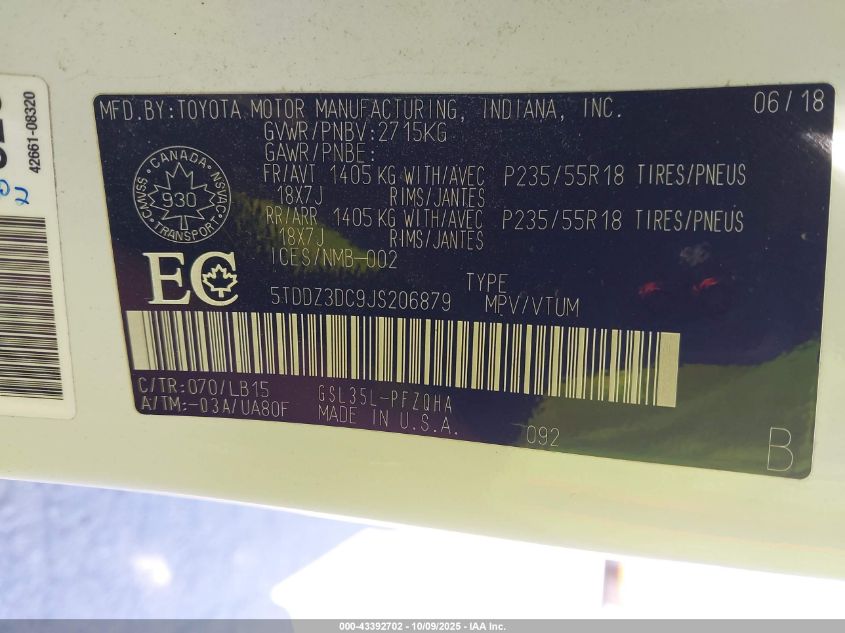 42661-08320
MFD.BY:TOYOTA MOTOR MANUFACTURING, INDIANA, INC. 06/18
GVWR/PNBV:2715KG
GAWR/PNBE:
FR/AVT 1405 KG WITH/AVEC P235/55R18 TIRES/PNEUS
18X7J RIMS/JANTES
RR/ARR 1405 KG WITH/AVEC P235/55R18 TIRES/PNEUS
18X7J RIMS/JANTES
ICES/NMB-002
CANADA
CMVSS 930 NSVAC
TRANSPORT
EC
5TDDZ3DC9JS206879
TYPE
MPV/VTUM
C/TR:070/LB15 GSL35L-PFZQHA
A/TM:-03A/UA80F MADE IN U.S.A.
092
B
000-43392702 - 10/09/2025 - IAA Inc.